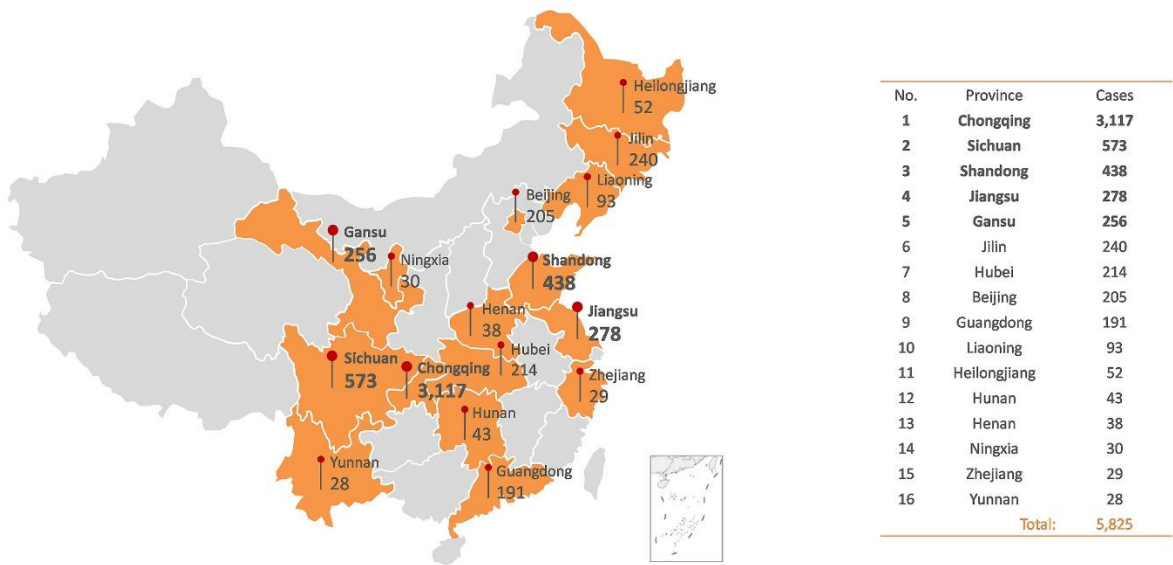 Heilongjiang
52
Jilin
240
Liaoning
93
Beijing
205
Gansu
256
Ningxia
30
Shandong
438
Henan
38
Jiangsu
278
Hubei
214
Sichuan
573
Chongqing
3,117
Zhejiang
29
Hunan
43
Yunnan
28
Guangdong
191
No. Province Cases
1 Chongqing 3,117
2 Sichuan 573
3 Shandong 438
4 Jiangsu 278
5 Gansu 256
6 Jilin 240
7 Hubei 214
8 Beijing 205
9 Guangdong 191
10 Liaoning 93
11 Heilongjiang 52
12 Hunan 43
13 Henan 38
14 Ningxia 30
15 Zhejiang 29
16 Yunnan 28
Total: 5,825